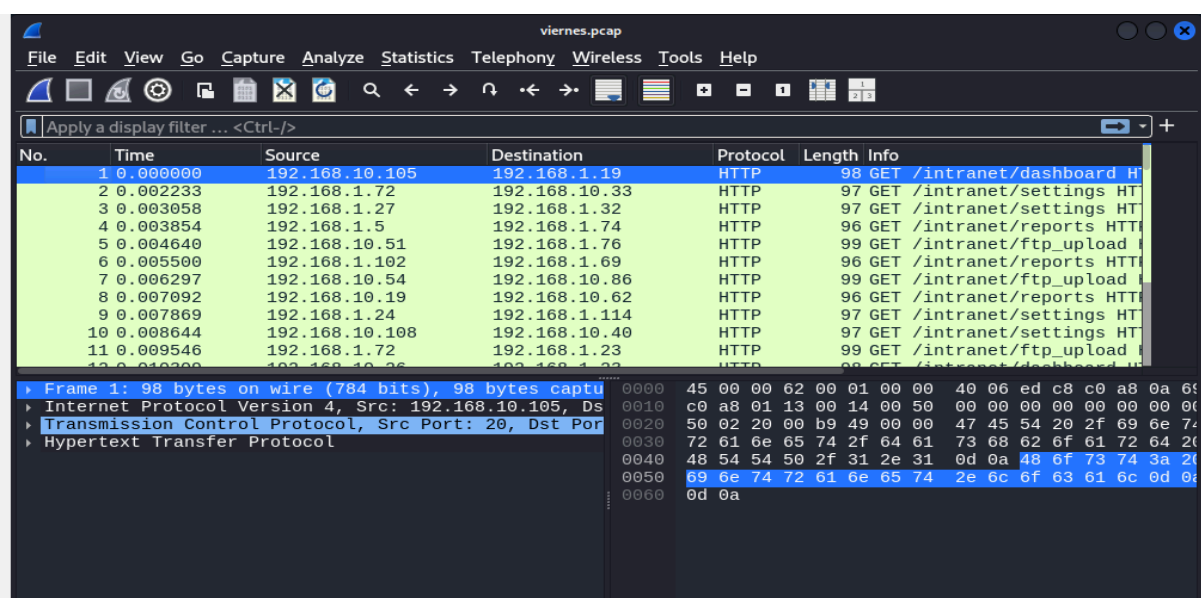 viernes.pcap
File Edit View Go Capture Analyze Statistics Telephony Wireless Tools Help
Apply a display filter ... <Ctrl-/>
No. Time Source Destination Protocol Length Info
1 0.000000 192.168.10.105 192.168.1.19 HTTP 98 GET /intranet/dashboard
2 0.002233 192.168.1.72 192.168.10.33 HTTP 97 GET /intranet/settings
3 0.003058 192.168.1.27 192.168.1.32 HTTP 97 GET /intranet/settings
4 0.003854 192.168.1.5 192.168.1.74 HTTP 96 GET /intranet/reports
5 0.004640 192.168.10.51 192.168.1.76 HTTP 99 GET /intranet/ftp_upload
6 0.005500 192.168.1.102 192.168.1.69 HTTP 96 GET /intranet/reports
7 0.006297 192.168.10.54 192.168.10.86 HTTP 99 GET /intranet/ftp_upload
8 0.007092 192.168.10.19 192.168.10.62 HTTP 96 GET /intranet/reports
9 0.007869 192.168.1.24 192.168.1.114 HTTP 97 GET /intranet/settings
10 0.008644 192.168.10.108 192.168.10.40 HTTP 97 GET /intranet/settings
11 0.009546 192.168.1.72 192.168.1.23 HTTP 99 GET /intranet/ftp_upload
Frame 1: 98 bytes on wire (784 bits), 98 bytes captu
Internet Protocol Version 4, Src: 192.168.10.105, Ds
Transmission Control Protocol, Src Port: 20, Dst Por
Hypertext Transfer Protocol
0000 45 00 00 62 00 01 00 00 40 06 ed c8 c0 a8 0a 69
0010 c0 a8 01 13 00 14 00 50 00 00 00 00 00 00 00 00
0020 50 02 20 00 b9 49 00 00 47 45 54 20 2f 69 6e 74
0030 72 61 6e 65 74 2f 64 61 73 68 62 6f 61 72 64 20
0040 48 54 54 50 2f 31 2e 31 0d 0a 48 6f 73 74 3a 20
0050 69 6e 74 72 61 6e 65 74 2e 6c 6f 63 61 6c 0d 0a
0060 0d 0a